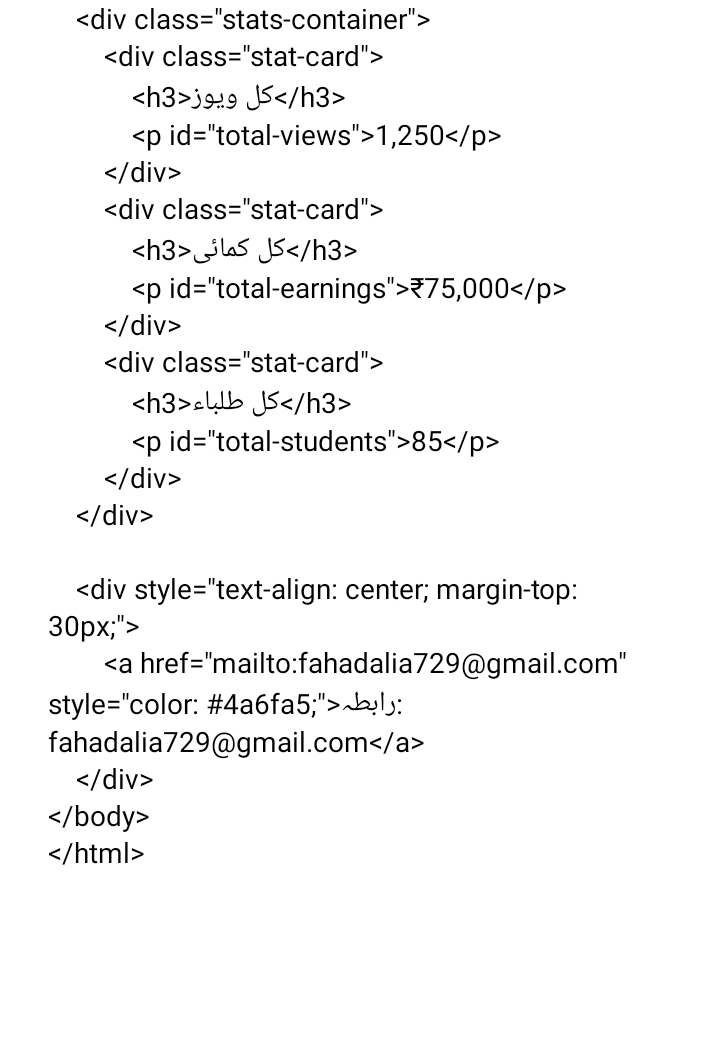 <div class="stats-container">
<div class="stat-card">
<h3>کل ویوز</h3>
<p id="total-views">1,250</p>
</div>
<div class="stat-card">
<h3>کل کمائی</h3>
<p id="total-earnings">₹75,000</p>
</div>
<div class="stat-card">
<h3>کل طلباء</h3>
<p id="total-students">85</p>
</div>
</div>
<div style="text-align: center; margin-top:
30px;">
<a href="mailto:fahadalia729@gmail.com"
style="color: #4a6fa5;">رابطہ:
fahadalia729@gmail.com</a>
</div>
</body>
</html>